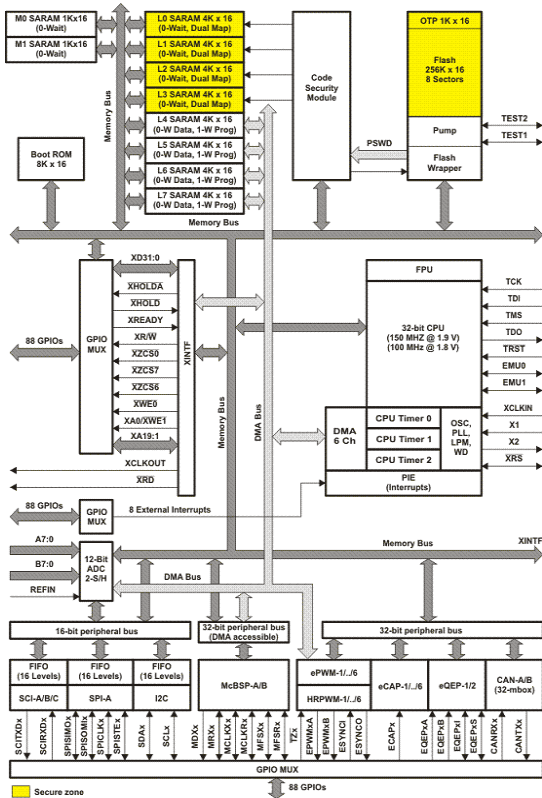 M0 SARAM 1Kx16
(0-Wait)
M1 SARAM 1Kx16
(0-Wait)
L0 SARAM 4K x 16
(0-Wait, Dual Map)
L1 SARAM 4K x 16
(0-Wait, Dual Map)
L2 SARAM 4K x 16
(0-Wait, Dual Map)
L3 SARAM 4K x 16
(0-Wait, Dual Map)
L4 SARAM 4K x 16
(0-W Data, 1-W Prog)
L5 SARAM 4K x 16
(0-W Data, 1-W Prog)
L6 SARAM 4K x 16
(0-W Data, 1-W Prog)
L7 SARAM 4K x 16
(0-W Data, 1-W Prog)
Memory Bus
Boot ROM
8K x 16
Code
Security
Module
OTP 1K x 16
Flash
256K x 16
8 Sectors
Pump
Flash
Wrapper
PSWD
TEST2
TEST1
Memory Bus
XD31:0
XHOLDA
XHOLD
XREADY
XR/W
XZCS0
XZCS7
XZCS6
XWE0
XA0/XWE1
XA19:1
XCLKOUT
XRD
GPIO
MUX
88 GPIOs
XINTF
Memory Bus
DMA Bus
FPU
32-bit CPU
(150 MHZ @ 1.9 V)
(100 MHz @ 1.8 V)
TCK
TDI
TMS
TDO
TRST
EMU0
EMU1
XCLKIN
X1
X2
XRS
DMA
6 Ch
CPU Timer 0
CPU Timer 1
CPU Timer 2
OSC,
PLL,
LPM,
WD
PIE
(Interrupts)
88 GPIOs
GPIO
MUX
8 External Interrupts
A7:0
B7:0
REFIN
12-Bit
ADC
2-S/H
Memory Bus
XINTF
DMA Bus
16-bit peripheral bus
32-bit peripheral bus
(DMA accessible)
32-bit peripheral bus
FIFO
(16 Levels)
SCI-A/B/C
FIFO
(16 Levels)
SPI-A
FIFO
(16 Levels)
I2C
McBSP-A/B
ePWM-1/../6
HRPWM-1/../6
eCAP-1/../6
eQEP-1/2
CAN-A/B
(32-mbox)
SCITXDx
SCIRXDx
SPISIMOx
SPISOMIx
SPICLKx
SPISTEx
SDAx
SCLx
MDXx
MRXx
MCLKXx
MCLKRx
MFSXx
MFSRx
TZx
EPWMxA
EPWMxB
ESYNCI
ESYNCO
ECAPx
EQEPxA
EQEPxB
EQEPxI
EQEPxS
CANRXx
CANTXx
GPIO MUX
88 GPIOs
Secure zone